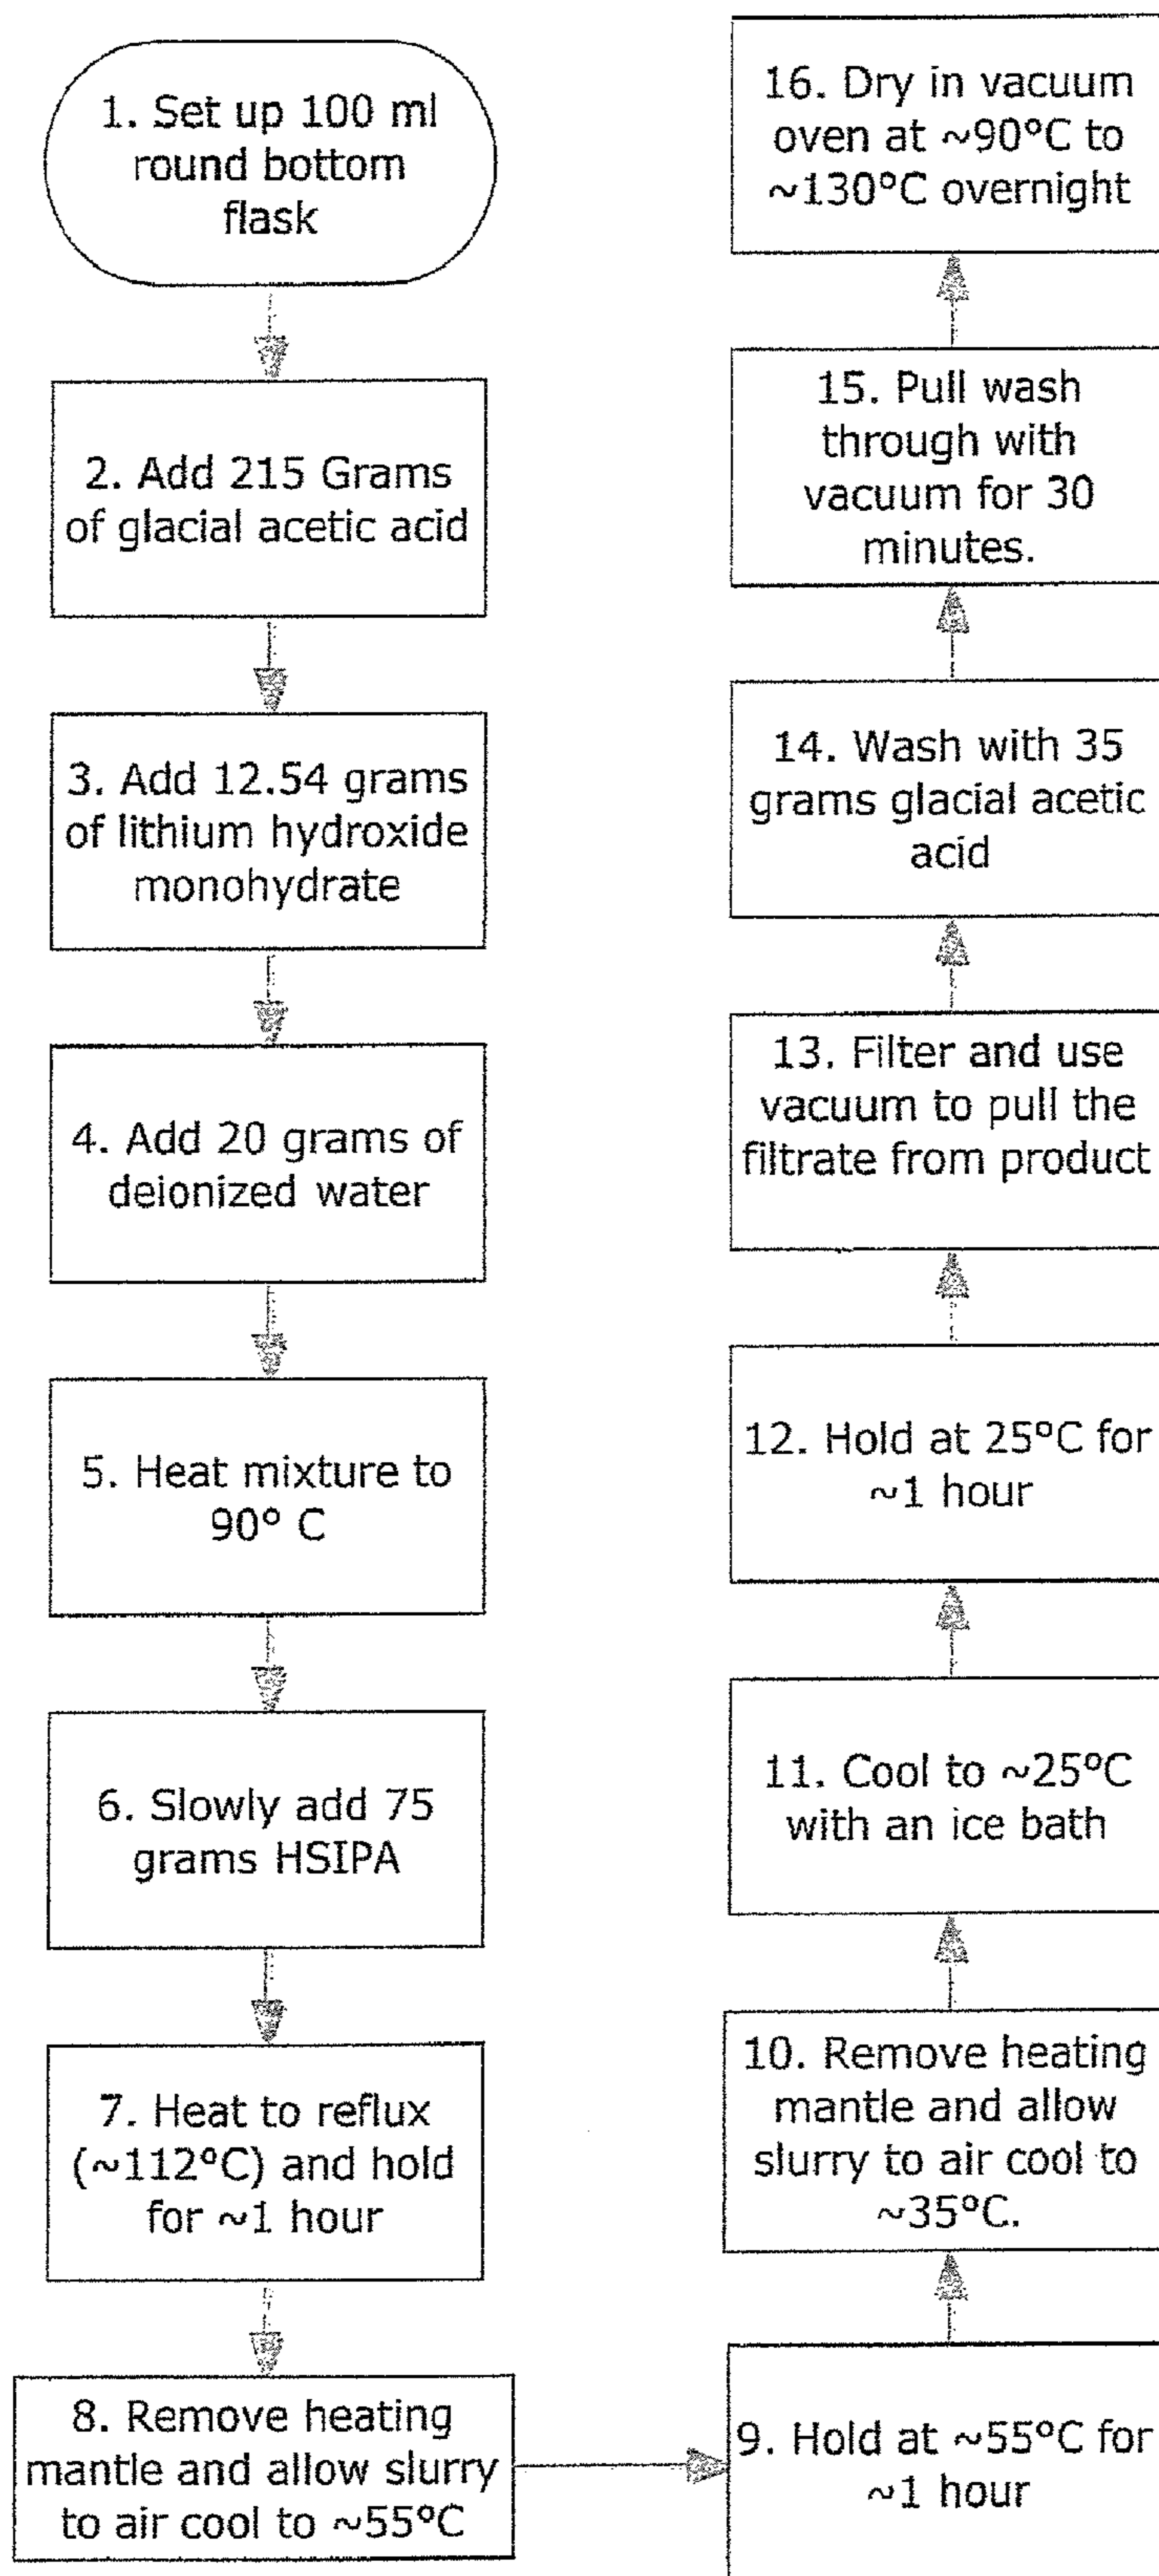 1. Set up 100 ml
round bottom
flask
2. Add 215 Grams
of glacial acetic acid
3. Add 12.54 grams
of lithium hydroxide
monohydrate
4. Add 20 grams of
deionized water
5. Heat mixture to
90° C
6. Slowly add 75
grams HSIPA
7. Heat to reflux
(~112°C) and hold
for ~1 hour
8. Remove heating
mantle and allow slurry
to air cool to ~55°C
9. Hold at ~55°C for
~1 hour
10. Remove heating
mantle and allow
slurry to air cool to
~35°C.
11. Cool to ~25°C
with an ice bath
12. Hold at 25°C for
~1 hour
13. Filter and use
vacuum to pull the
filtrate from product
14. Wash with 35
grams glacial acetic
acid
15. Pull wash
through with
vacuum for 30
minutes.
16. Dry in vacuum
oven at ~90°C to
~130°C overnight